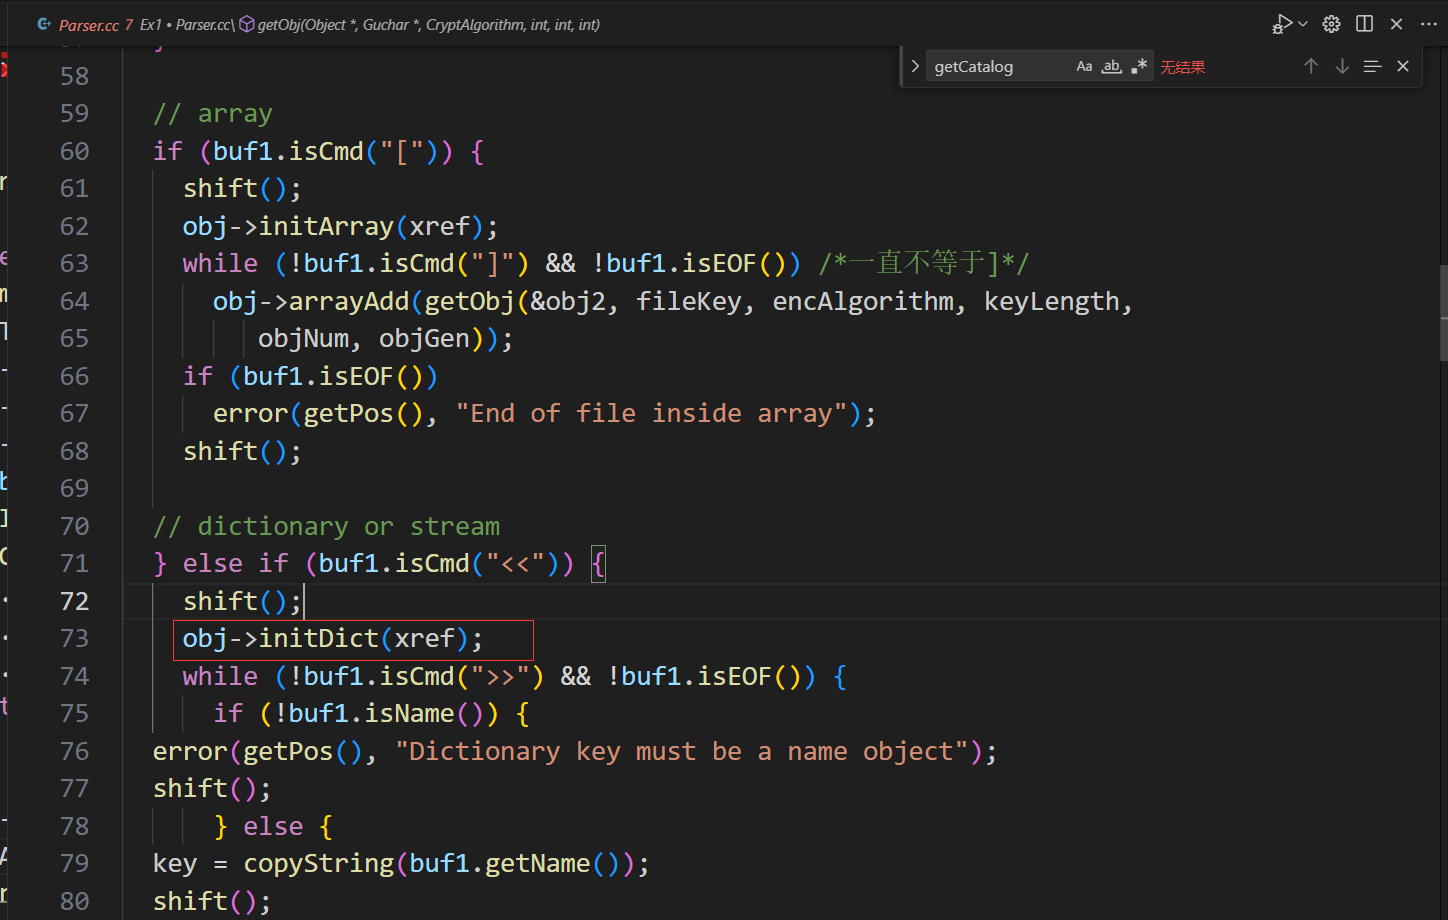 Parser.cc 7 Ex1 • Parser.cc\ getObj(Object *, Guchar *, CryptAlgorithm, int, int, int)
getCatalog Aa ab .* 无结果
58
59 // array
60 if (buf1.isCmd("[")) {
61 shift();
62 obj->initArray(xref);
63 while (!buf1.isCmd("]") && !buf1.isEOF()) /*一直不等于]*/
64 obj->arrayAdd(getObj(&obj2, fileKey, encAlgorithm, keyLength,
65 objNum, objGen));
66 if (buf1.isEOF())
67 error(getPos(), "End of file inside array");
68 shift();
69
70 // dictionary or stream
71 } else if (buf1.isCmd("<<")) {
72 shift();
73 obj->initDict(xref);
74 while (!buf1.isCmd(">>") && !buf1.isEOF()) {
75 if (!buf1.isName()) {
76 error(getPos(), "Dictionary key must be a name object");
77 shift();
78 } else {
79 key = copyString(buf1.getName());
80 shift();